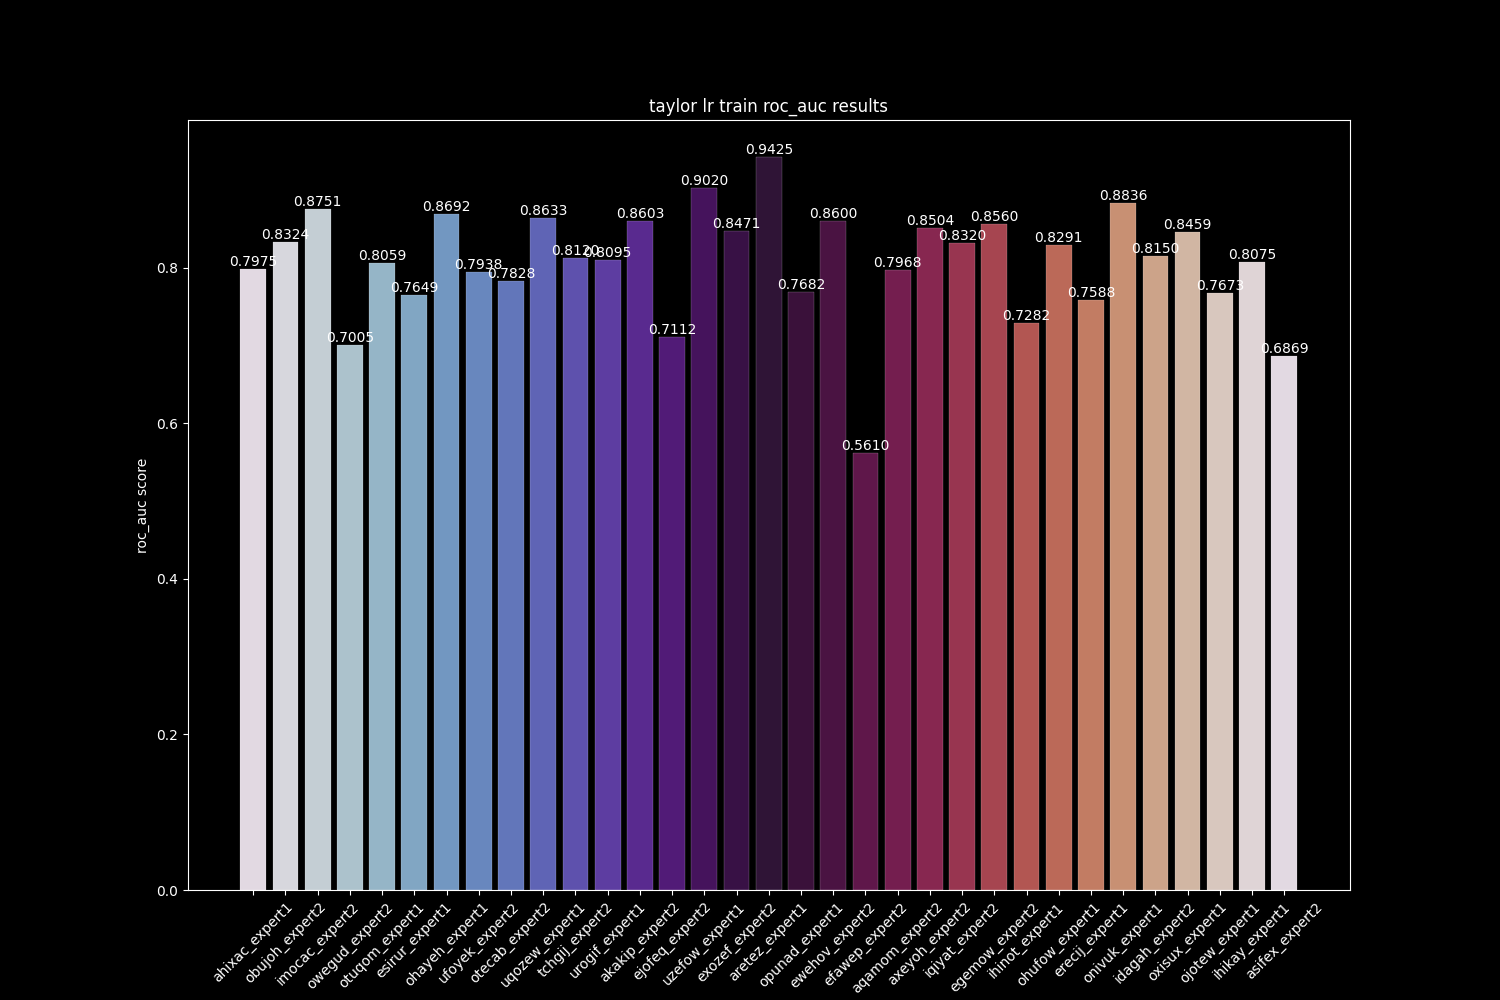 taylor lr train roc_auc results
0.9425
0.9020
0.8836
0.8751
0.8692
0.8633
0.8603
0.8600
0.8560
0.8504
0.8471
0.8459
0.8324
0.8320
0.8291
0.8150
0.8120
0.8095
0.8075
0.8059
0.7975
0.7968
0.7938
0.7828
0.7682
0.7673
0.7649
0.7588
0.7282
0.7112
0.7005
0.6869
0.5610
0.8
0.6
0.4
0.2
0.0
roc_auc score
ahixac_expert1
obujoh_expert2
imocac_expert2
owegud_expert2
otuqom_expert1
esirur_expert1
ohayeh_expert1
ufoyek_expert2
otecab_expert2
uqozew_expert1
tchgjj_expert2
urogif_expert1
akakip_expert2
ejofeq_expert2
uzefow_expert1
exozef_expert2
aretez_expert1
opunad_expert1
ewehov_expert2
efawep_expert2
aqamom_expert2
axeyoh_expert2
iqiyat_expert2
egemow_expert2
ihinot_expert1
ohufow_expert1
erecij_expert1
onivuk_expert1
idagah_expert2
oxisux_expert1
ojotew_expert1
ihikay_expert1
asifex_expert2